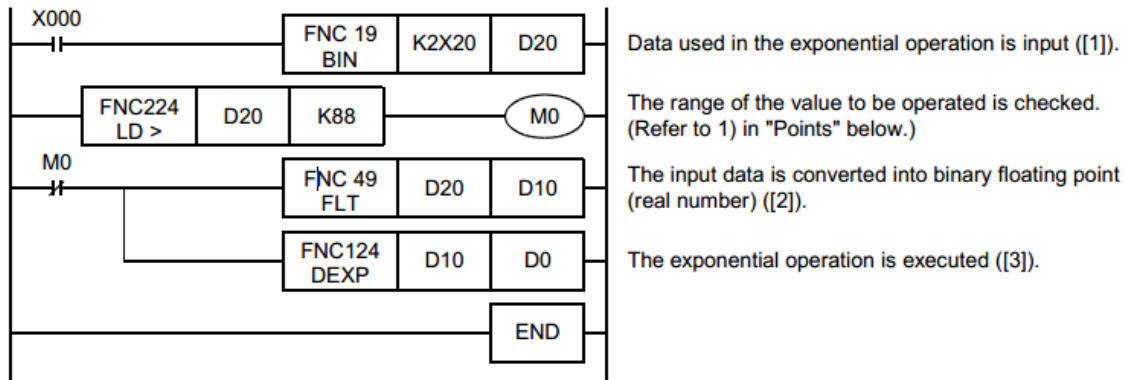 X000
FNC 19 K2X20 D20
BIN
Data used in the exponential operation is input ([1]).
FNC224 D20 K88 M0
LD >
The range of the value to be operated is checked.
(Refer to 1) in "Points" below.)
M0
FNC 49 D20 D10
FLT
The input data is converted into binary floating point
(real number) ([2]).
FNC124 D10 D0
DEXP
The exponential operation is executed ([3]).
END